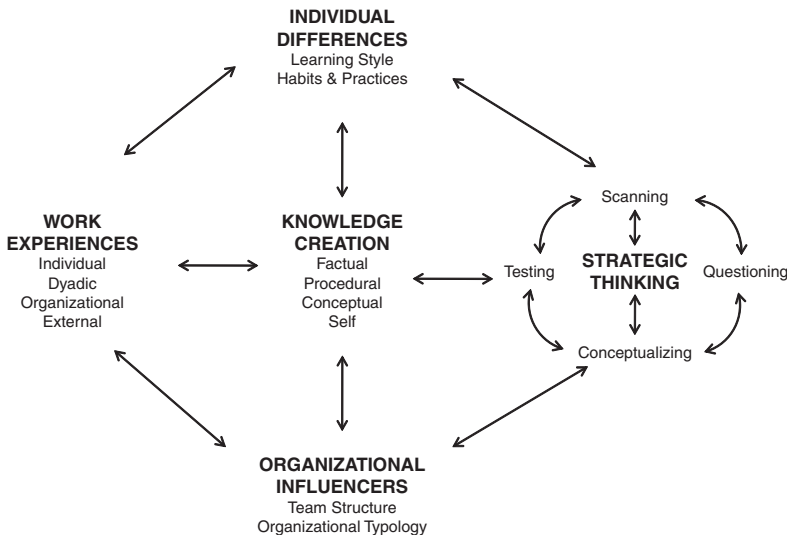 INDIVIDUAL
DIFFERENCES
Learning Style
Habits & Practices
WORK
EXPERIENCES
Individual
Dyadic
Organizational
External
KNOWLEDGE
CREATION
Factual
Procedural
Conceptual
Self
Scanning
Testing
STRATEGIC
THINKING
Questioning
Conceptualizing
ORGANIZATIONAL
INFLUENCERS
Team Structure
Organizational Typology